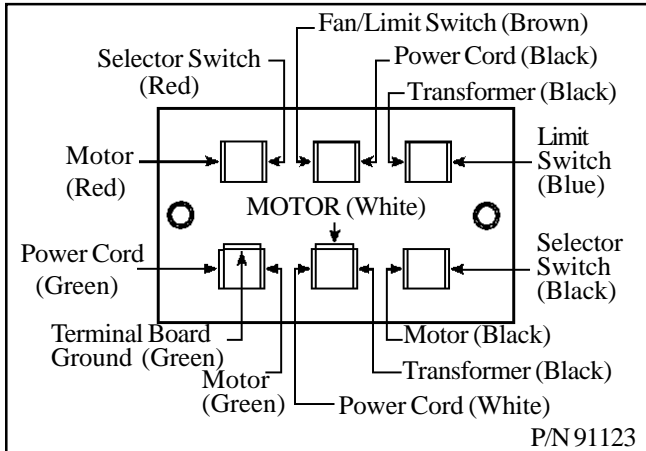 Fan/Limit Switch (Brown)
Selector Switch
(Red)
Power Cord (Black)
Transformer (Black)
Motor
(Red)
Limit
Switch
(Blue)
MOTOR (White)
Power Cord
(Green)
Selector
Switch
(Black)
Terminal Board
Ground (Green)
Motor
(Green)
Motor (Black)
Transformer (Black)
Power Cord (White)
P/N 91123